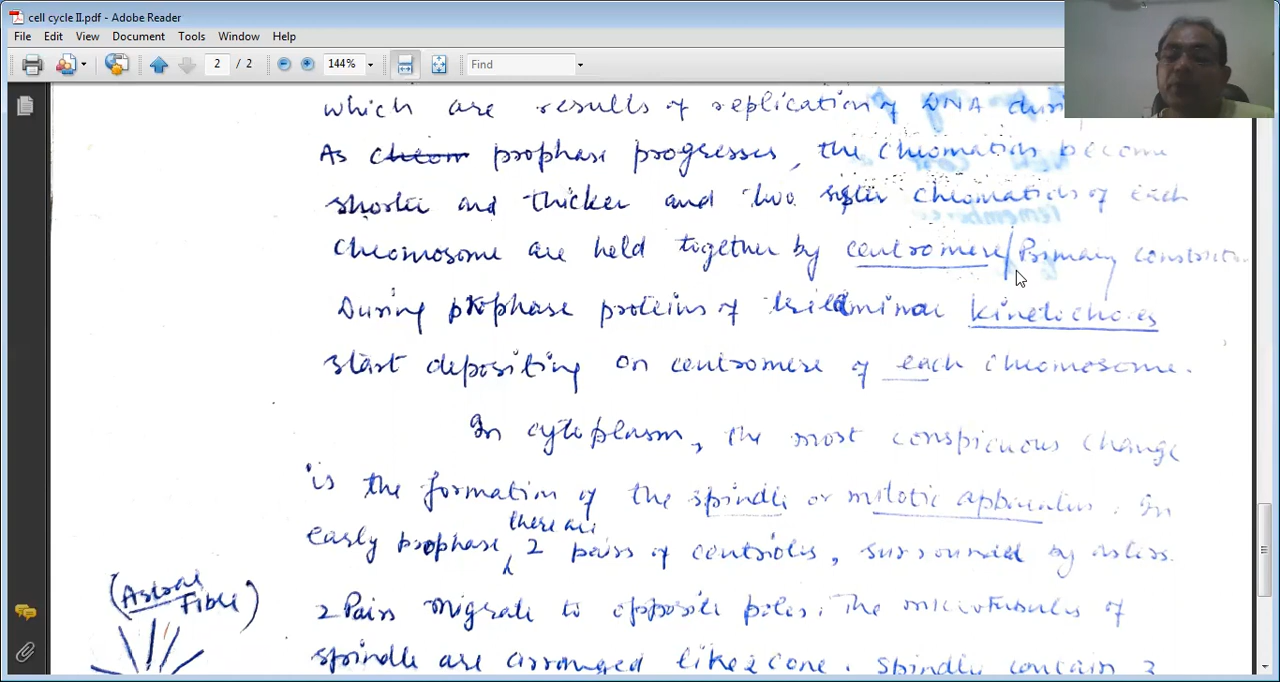 cell cycle II.pdf - Adobe Reader
File Edit View Document Tools Window Help
2 / 2 144% Find
which are results of replication of DNA
As prophase progresses, the chromatids become
shorter and thicker and two sister chromatids of each
chromosome are held together by centromere/Primary
During prophase proteins of kinetichores
start depositing on centromere of each chromosome.
In cytoplasm, the most conspicuous change
is the formation of the spindle or mitotic apparatus. In
there are
early prophase, 2 pairs of centrioles, surrounded by asters.
(Astral
Fibre)
2 Pairs migrate to opposite poles. The microtubules of
spindle are arranged like 2 cone. Spindle contain 3